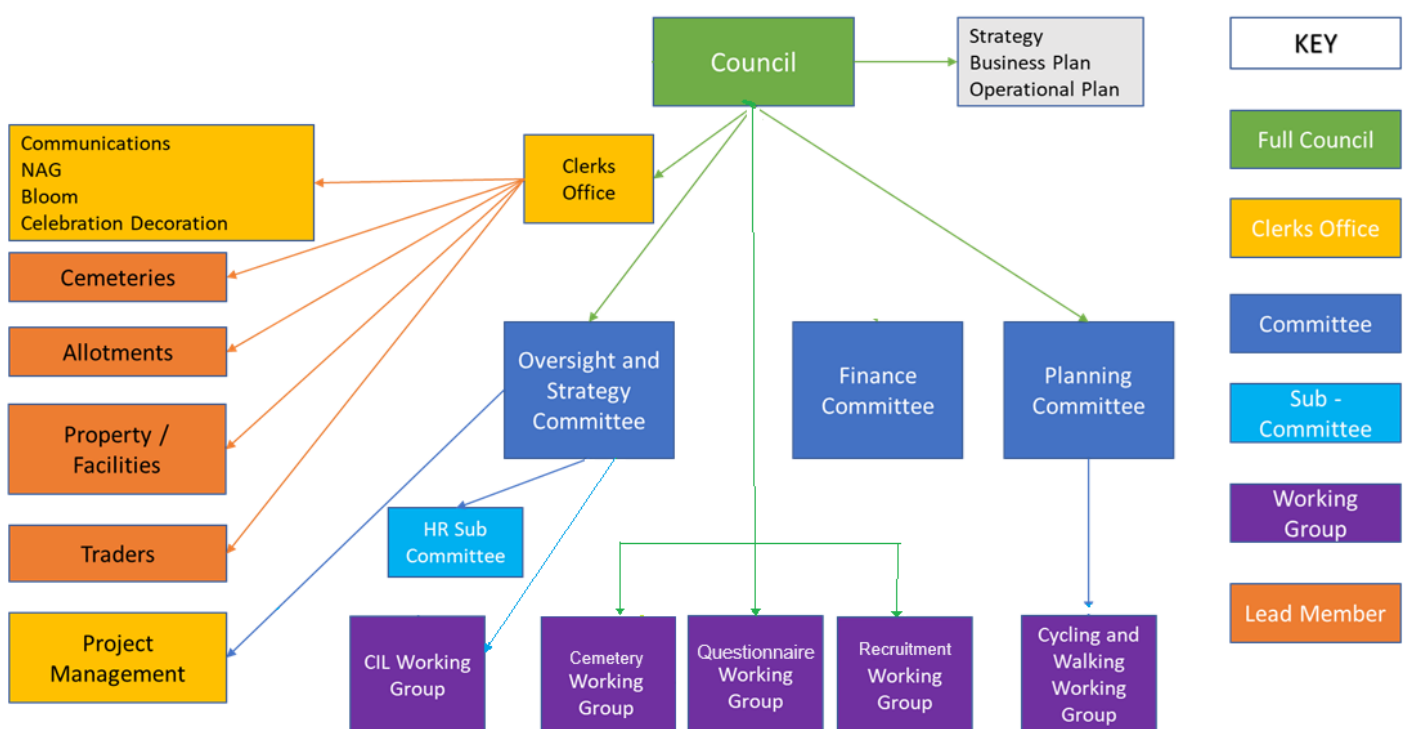 Council
Strategy
Business Plan
Operational Plan
KEY
Full Council
Clerks Office
Committee
Sub -
Committee
Working
Group
Lead Member
Communications
NAG
Bloom
Celebration Decoration
Clerks
Office
Cemeteries
Allotments
Property /
Facilities
Traders
Project
Management
Oversight and
Strategy
Committee
Finance
Committee
Planning
Committee
HR Sub
Committee
CIL Working
Group
Cemetery
Working
Group
Questionnaire
Working
Group
Recruitment
Working
Group
Cycling and
Walking
Working
Group